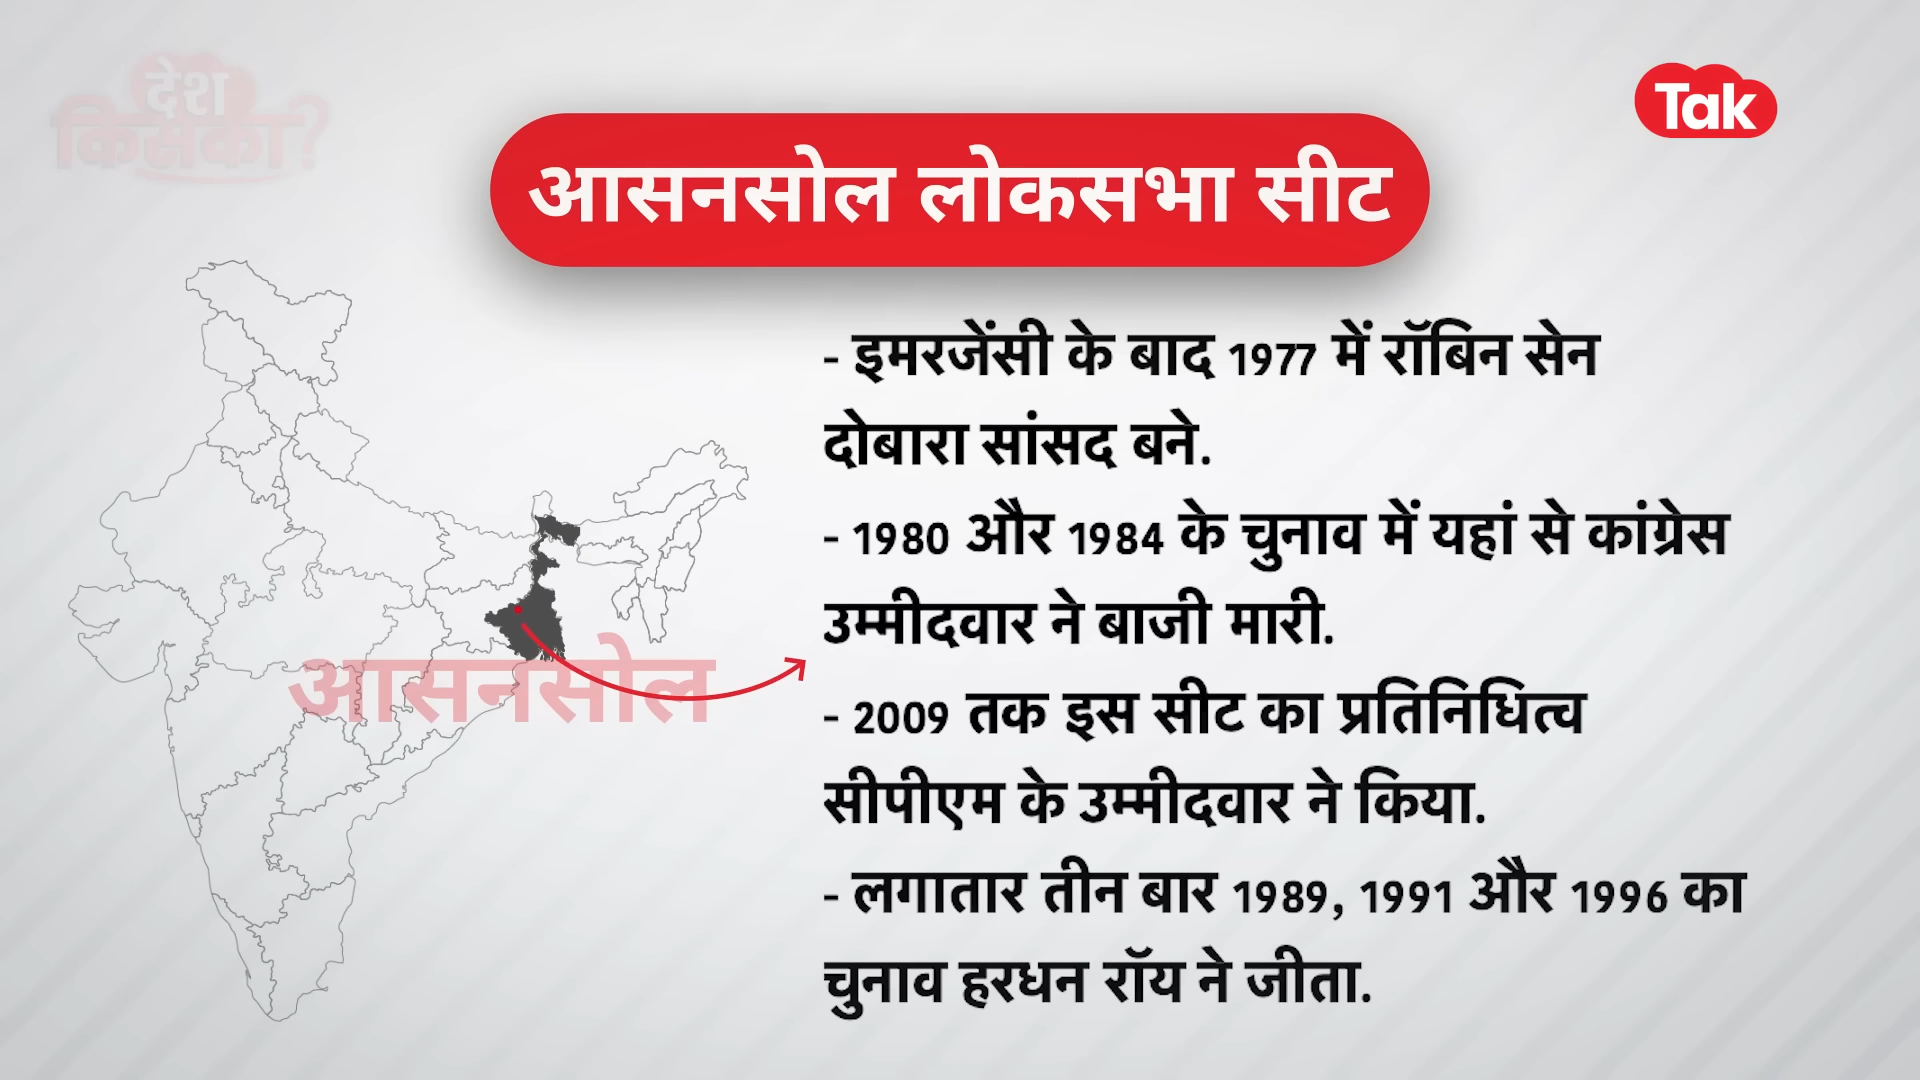 देश
किसका?
Tak
आसनसोल लोकसभा सीट
- इमरजेंसी के बाद 1977 में रॉबिन सेन
दोबारा सांसद बने.
- 1980 और 1984 के चुनाव में यहां से कांग्रेस
उम्मीदवार ने बाजी मारी.
- 2009 तक इस सीट का प्रतिनिधित्व
सीपीएम के उम्मीदवार ने किया.
- लगातार तीन बार 1989, 1991 और 1996 का
चुनाव हरधन रॉय ने जीता.
आसनसोल